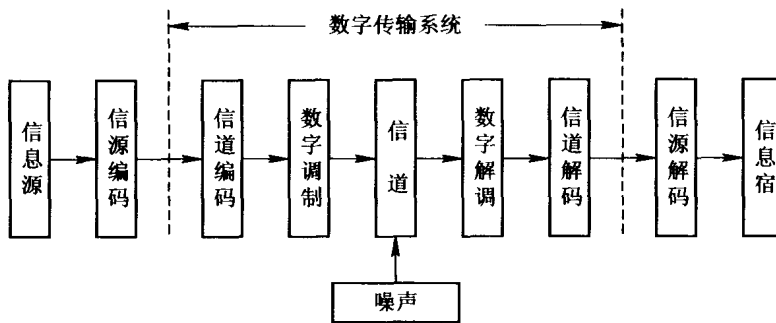 数字传输系统
信息源
信源编码
信道编码
数字调制
信道
数字解调
信道解码
信源解码
信息宿
噪声